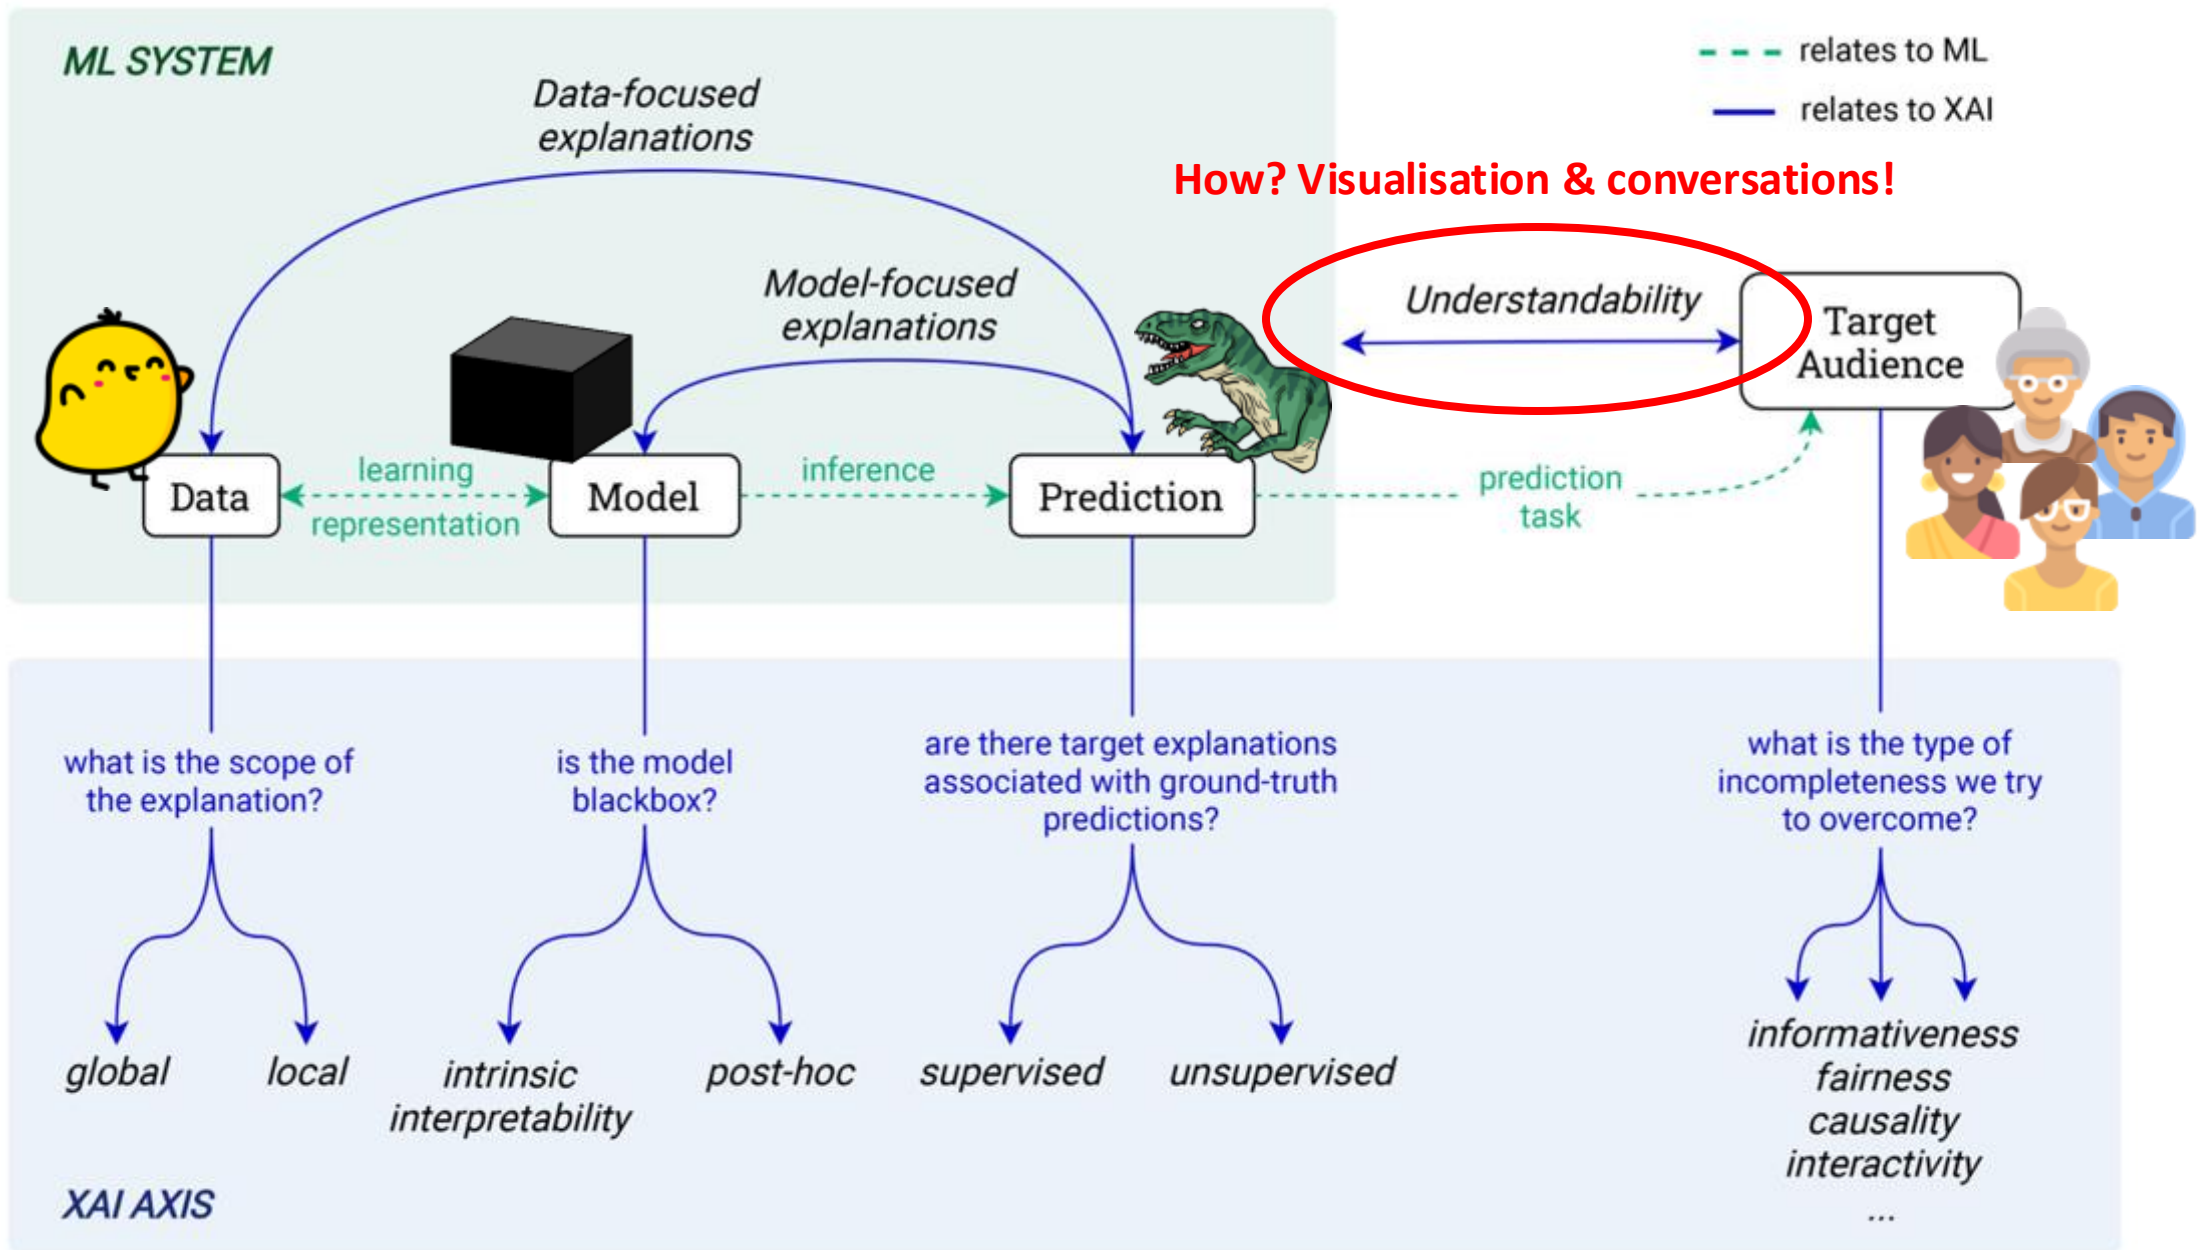 ML SYSTEM
Data-focused
explanations
relates to ML
relates to XAI
How? Visualisation & conversations!
Model-focused
explanations
Understandability
Target
Audience
Data
learning
representation
Model
inference
Prediction
prediction
task
what is the scope of
the explanation?
is the model
blackbox?
are there target explanations
associated with ground-truth
predictions?
what is the type of
incompleteness we try
to overcome?
global
local
intrinsic
interpretability
post-hoc
supervised
unsupervised
informativeness
fairness
causality
interactivity
...
XAI AXIS